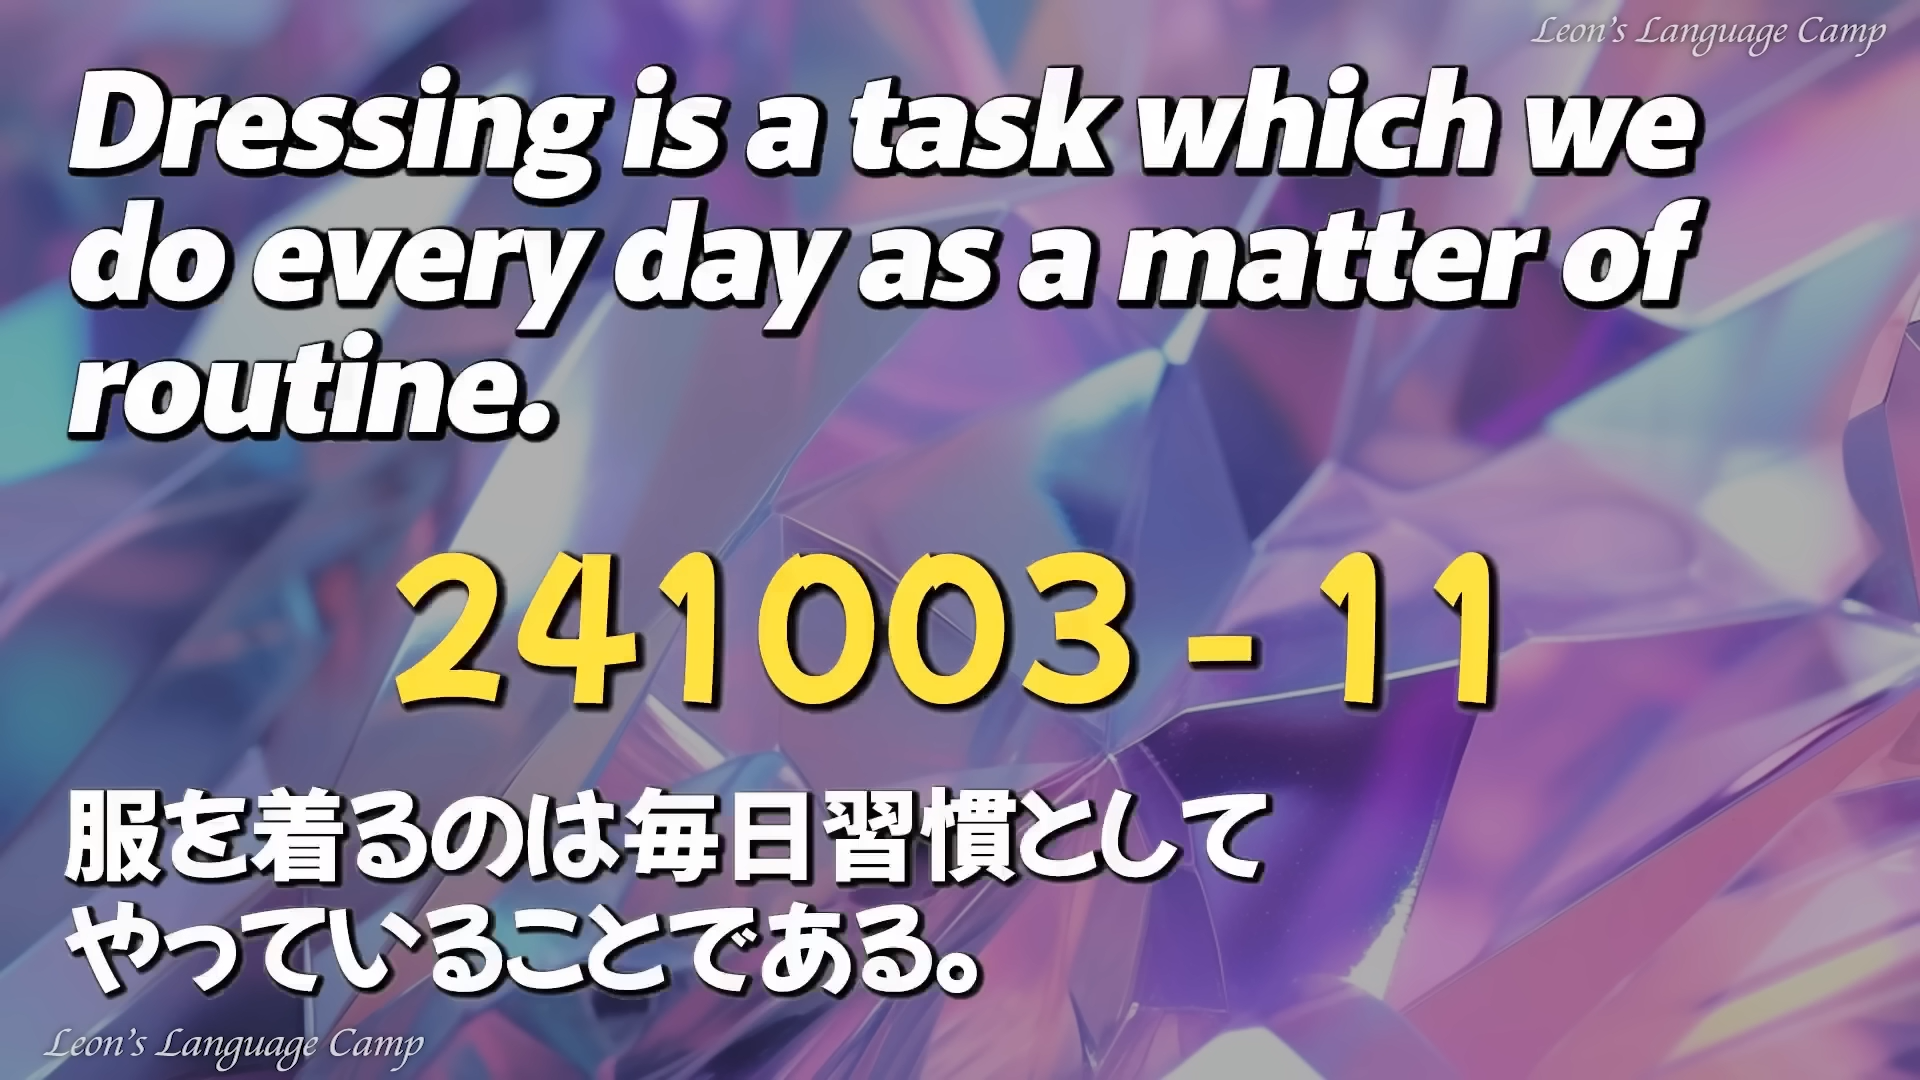 Leon's Language Camp
Dressing is a task which we
do every day as a matter of
routine.
241003-11
服を着るのは毎日習慣として
やっていることである。
Leon's Language Camp